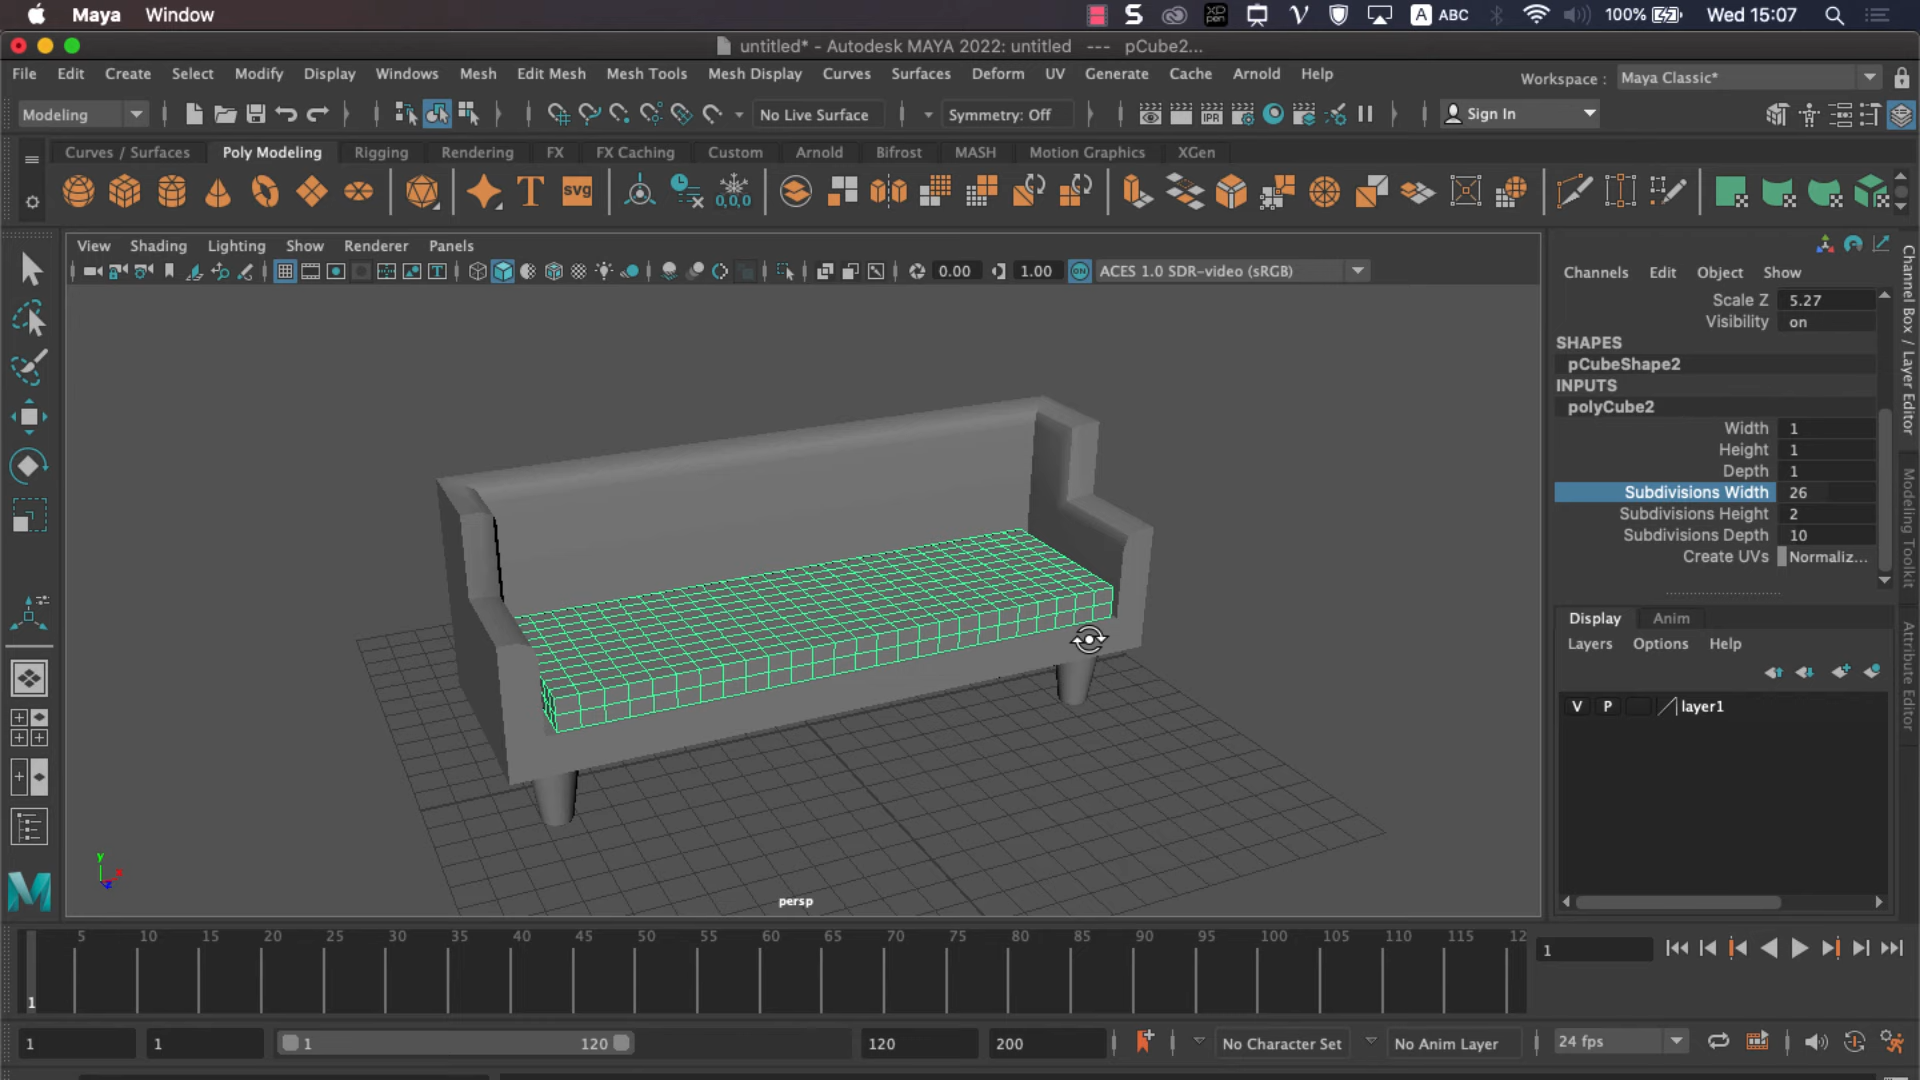 Maya Window A ABC 100% Wed 15:07
untitled* - Autodesk MAYA 2022: untitled --- pCube2...
File Edit Create Select Modify Display Windows Mesh Edit Mesh Mesh Tools Mesh Display Curves Surfaces Deform UV Generate Cache Arnold Help Workspace : Maya Classic*
Modeling No Live Surface Symmetry: Off IPR Sign In
Curves / Surfaces Poly Modeling Rigging Rendering FX FX Caching Custom Arnold Bifrost MASH Motion Graphics XGen
T svg 0,0,0
View Shading Lighting Show Renderer Panels
0.00 1.00 ON ACES 1.0 SDR-video (sRGB)
Channels Edit Object Show
Scale Z 5.27
Visibility on
SHAPES
pCubeShape2
INPUTS
polyCube2
Width 1
Height 1
Depth 1
Subdivisions Width 26
Subdivisions Height 2
Subdivisions Depth 10
Create UVs Normaliz...
Display Anim
Layers Options Help
V P layer1
Channel Box / Layer Editor
Modeling Toolkit
Attribute Editor
y x z
persp
5 10 15 20 25 30 35 40 45 50 55 60 65 70 75 80 85 90 95 100 105 110 115 12
1
1
1 1 1 120 120 200 No Character Set No Anim Layer 24 fps